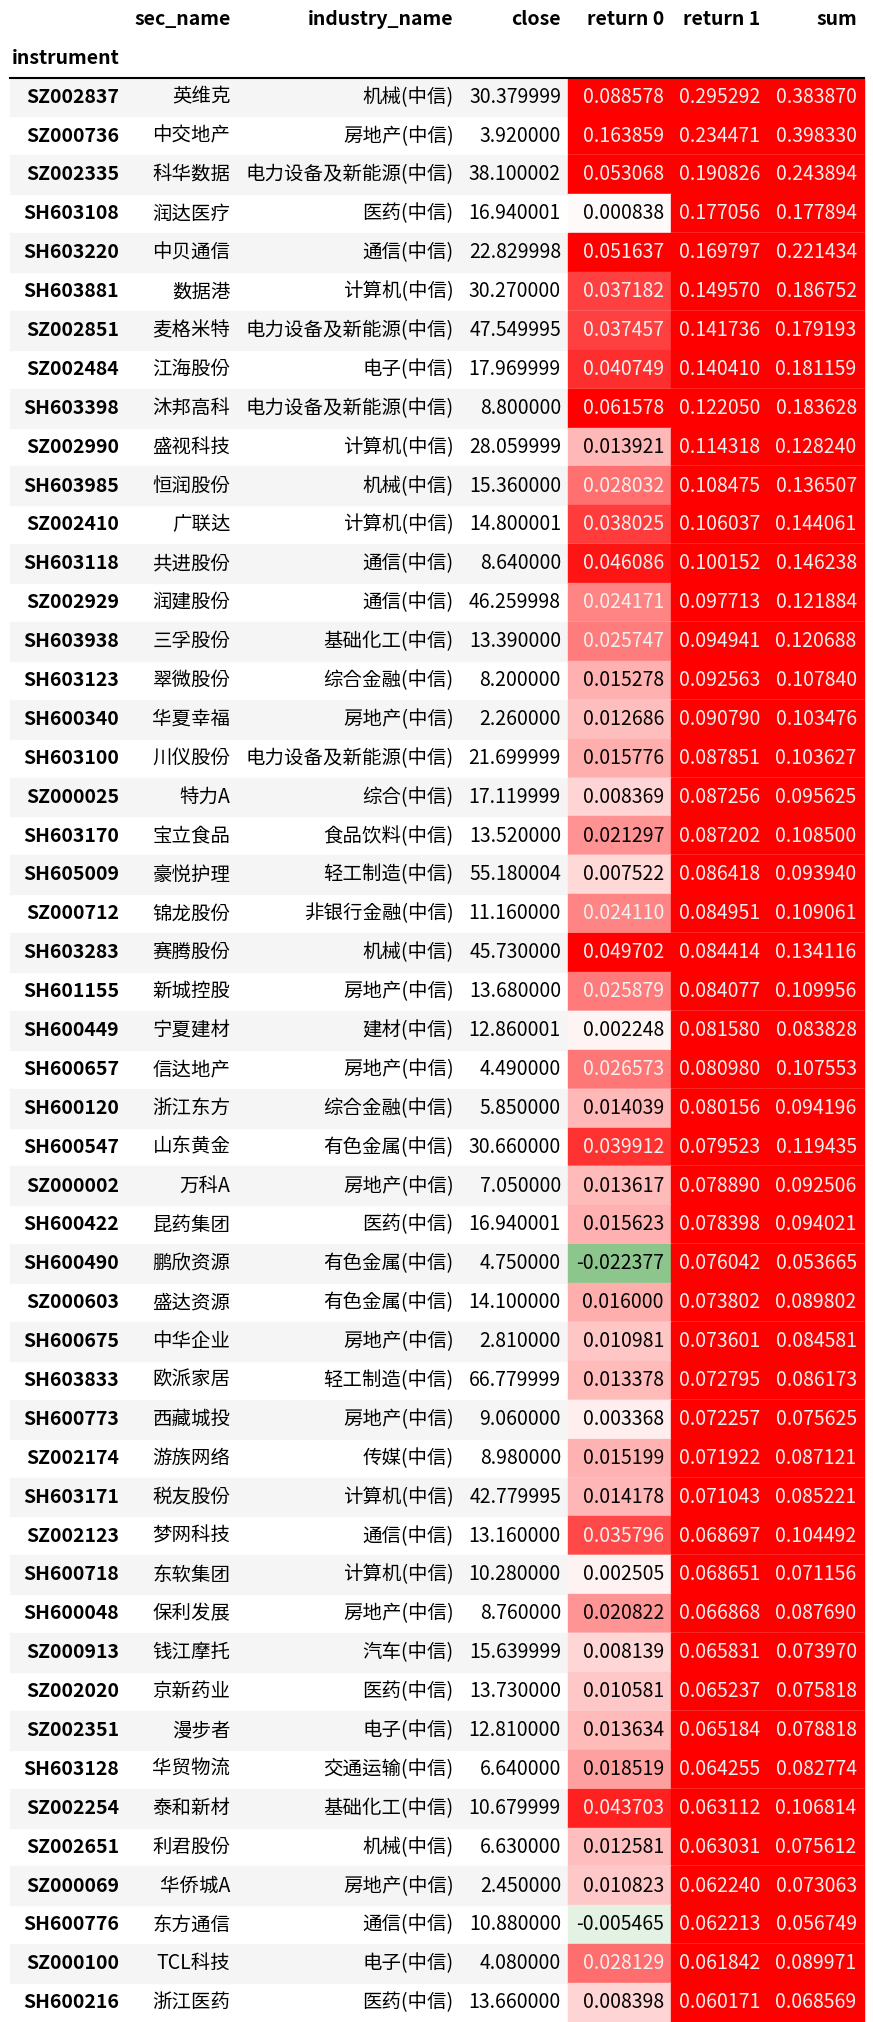 sec_name industry_name close return 0 return 1 sum
instrument
SZ002837 英维克 机械(中信) 30.379999 0.088578 0.295292 0.383870
SZ000736 中交地产 房地产(中信) 3.920000 0.163859 0.234471 0.398330
SZ002335 科华数据 电力设备及新能源(中信) 38.100002 0.053068 0.190826 0.243894
SH603108 润达医疗 医药(中信) 16.940001 0.000838 0.177056 0.177894
SH603220 中贝通信 通信(中信) 22.829998 0.051637 0.169797 0.221434
SH603881 数据港 计算机(中信) 30.270000 0.037182 0.149570 0.186752
SZ002851 麦格米特 电力设备及新能源(中信) 47.549995 0.037457 0.141736 0.179193
SZ002484 江海股份 电子(中信) 17.969999 0.040749 0.140410 0.181159
SH603398 沐邦高科 电力设备及新能源(中信) 8.800000 0.061578 0.122050 0.183628
SZ002990 盛视科技 计算机(中信) 28.059999 0.013921 0.114318 0.128240
SH603985 恒润股份 机械(中信) 15.360000 0.028032 0.108475 0.136507
SZ002410 广联达 计算机(中信) 14.800001 0.038025 0.106037 0.144061
SH603118 共进股份 通信(中信) 8.640000 0.046086 0.100152 0.146238
SZ002929 润建股份 通信(中信) 46.259998 0.024171 0.097713 0.121884
SH603938 三孚股份 基础化工(中信) 13.390000 0.025747 0.094941 0.120688
SH603123 翠微股份 综合金融(中信) 8.200000 0.015278 0.092563 0.107840
SH600340 华夏幸福 房地产(中信) 2.260000 0.012686 0.090790 0.103476
SH603100 川仪股份 电力设备及新能源(中信) 21.699999 0.015776 0.087851 0.103627
SZ000025 特力A 综合(中信) 17.119999 0.008369 0.087256 0.095625
SH603170 宝立食品 食品饮料(中信) 13.520000 0.021297 0.087202 0.108500
SH605009 豪悦护理 轻工制造(中信) 55.180004 0.007522 0.086418 0.093940
SZ000712 锦龙股份 非银行金融(中信) 11.160000 0.024110 0.084951 0.109061
SH603283 赛腾股份 机械(中信) 45.730000 0.049702 0.084414 0.134116
SH601155 新城控股 房地产(中信) 13.680000 0.025879 0.084077 0.109956
SH600449 宁夏建材 建材(中信) 12.860001 0.002248 0.081580 0.083828
SH600657 信达地产 房地产(中信) 4.490000 0.026573 0.080980 0.107553
SH600120 浙江东方 综合金融(中信) 5.850000 0.014039 0.080156 0.094196
SH600547 山东黄金 有色金属(中信) 30.660000 0.039912 0.079523 0.119435
SZ000002 万科A 房地产(中信) 7.050000 0.013617 0.078890 0.092506
SH600422 昆药集团 医药(中信) 16.940001 0.015623 0.078398 0.094021
SH600490 鹏欣资源 有色金属(中信) 4.750000 -0.022377 0.076042 0.053665
SZ000603 盛达资源 有色金属(中信) 14.100000 0.016000 0.073802 0.089802
SH600675 中华企业 房地产(中信) 2.810000 0.010981 0.073601 0.084581
SH603833 欧派家居 轻工制造(中信) 66.779999 0.013378 0.072795 0.086173
SH600773 西藏城投 房地产(中信) 9.060000 0.003368 0.072257 0.075625
SZ002174 游族网络 传媒(中信) 8.980000 0.015199 0.071922 0.087121
SH603171 税友股份 计算机(中信) 42.779995 0.014178 0.071043 0.085221
SZ002123 梦网科技 通信(中信) 13.160000 0.035796 0.068697 0.104492
SH600718 东软集团 计算机(中信) 10.280000 0.002505 0.068651 0.071156
SH600048 保利发展 房地产(中信) 8.760000 0.020822 0.066868 0.087690
SZ000913 钱江摩托 汽车(中信) 15.639999 0.008139 0.065831 0.073970
SZ002020 京新药业 医药(中信) 13.730000 0.010581 0.065237 0.075818
SZ002351 漫步者 电子(中信) 12.810000 0.013634 0.065184 0.078818
SH603128 华贸物流 交通运输(中信) 6.640000 0.018519 0.064255 0.082774
SZ002254 泰和新材 基础化工(中信) 10.679999 0.043703 0.063112 0.106814
SZ002651 利君股份 机械(中信) 6.630000 0.012581 0.063031 0.075612
SZ000069 华侨城A 房地产(中信) 2.450000 0.010823 0.062240 0.073063
SH600776 东方通信 通信(中信) 10.880000 -0.005465 0.062213 0.056749
SZ000100 TCL科技 电子(中信) 4.080000 0.028129 0.061842 0.089971
SH600216 浙江医药 医药(中信) 13.660000 0.008398 0.060171 0.068569